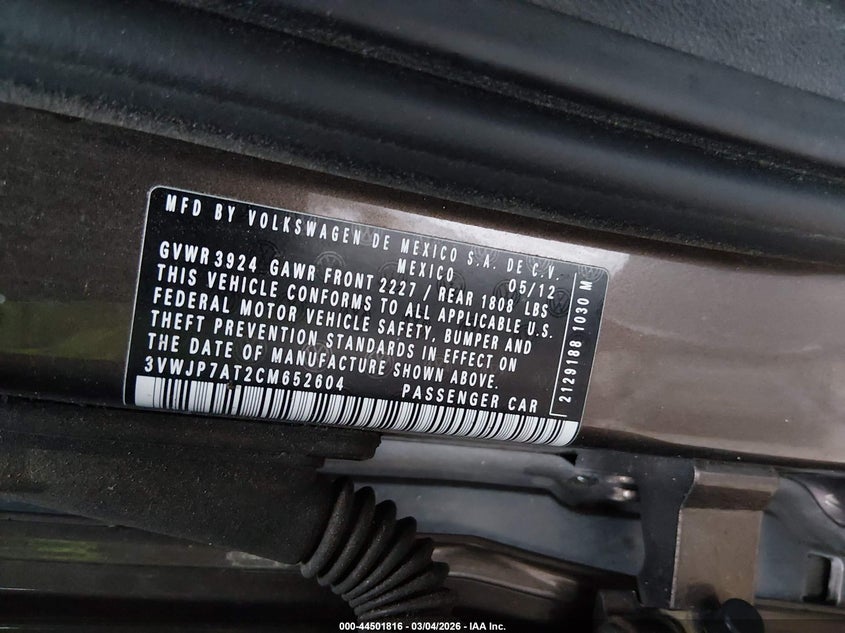 MFD BY VOLKSWAGEN DE MEXICO S.A. DE C.V.
MEXICO
05/12
GVWR 3924 GAWR FRONT 2227 / REAR 1808 LBS
THIS VEHICLE CONFORMS TO ALL APPLICABLE U.S.
FEDERAL MOTOR VEHICLE SAFETY, BUMPER AND
THEFT PREVENTION STANDARDS IN EFFECT ON
THE DATE OF MANUFACTURE SHOWN ABOVE.
3VWJP7AT2CM652604 PASSENGER CAR
2129188 1030 M
000-44501816 - 03/04/2026 - IAA Inc.